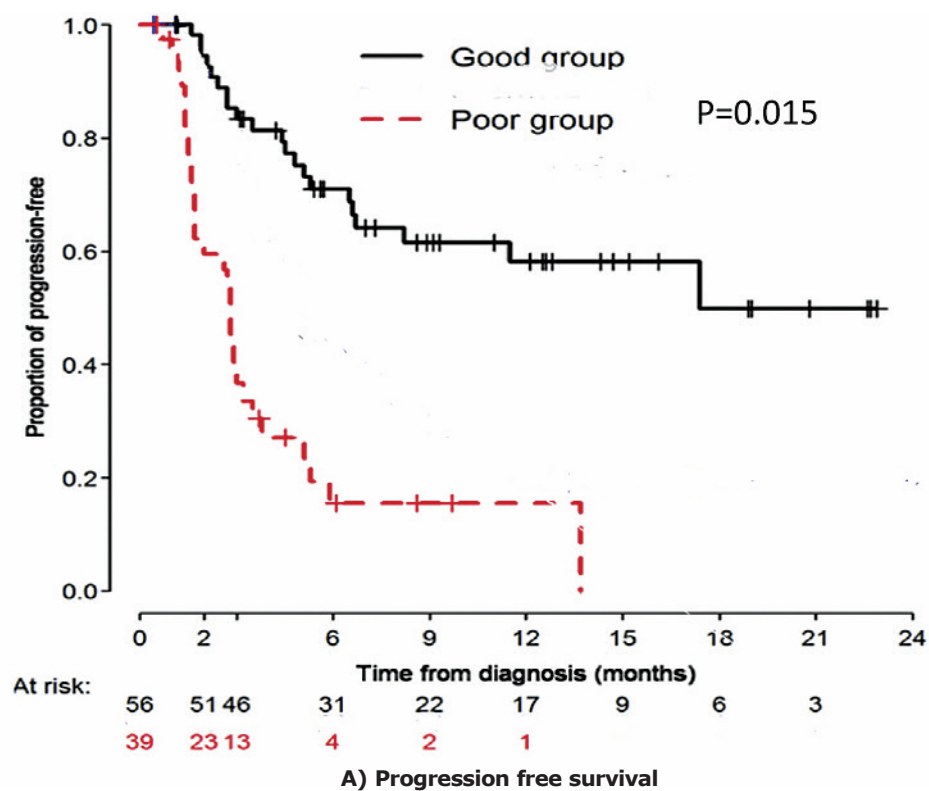 1.0
0.8
0.6
0.4
0.2
0.0
Proportion of progression-free
Good group
Poor group
P=0.015
0 2 6 9 12 15 18 21 24
Time from diagnosis (months)
At risk:
56 51 46 31 22 17 9 6 3
39 23 13 4 2 1
A) Progression free survival